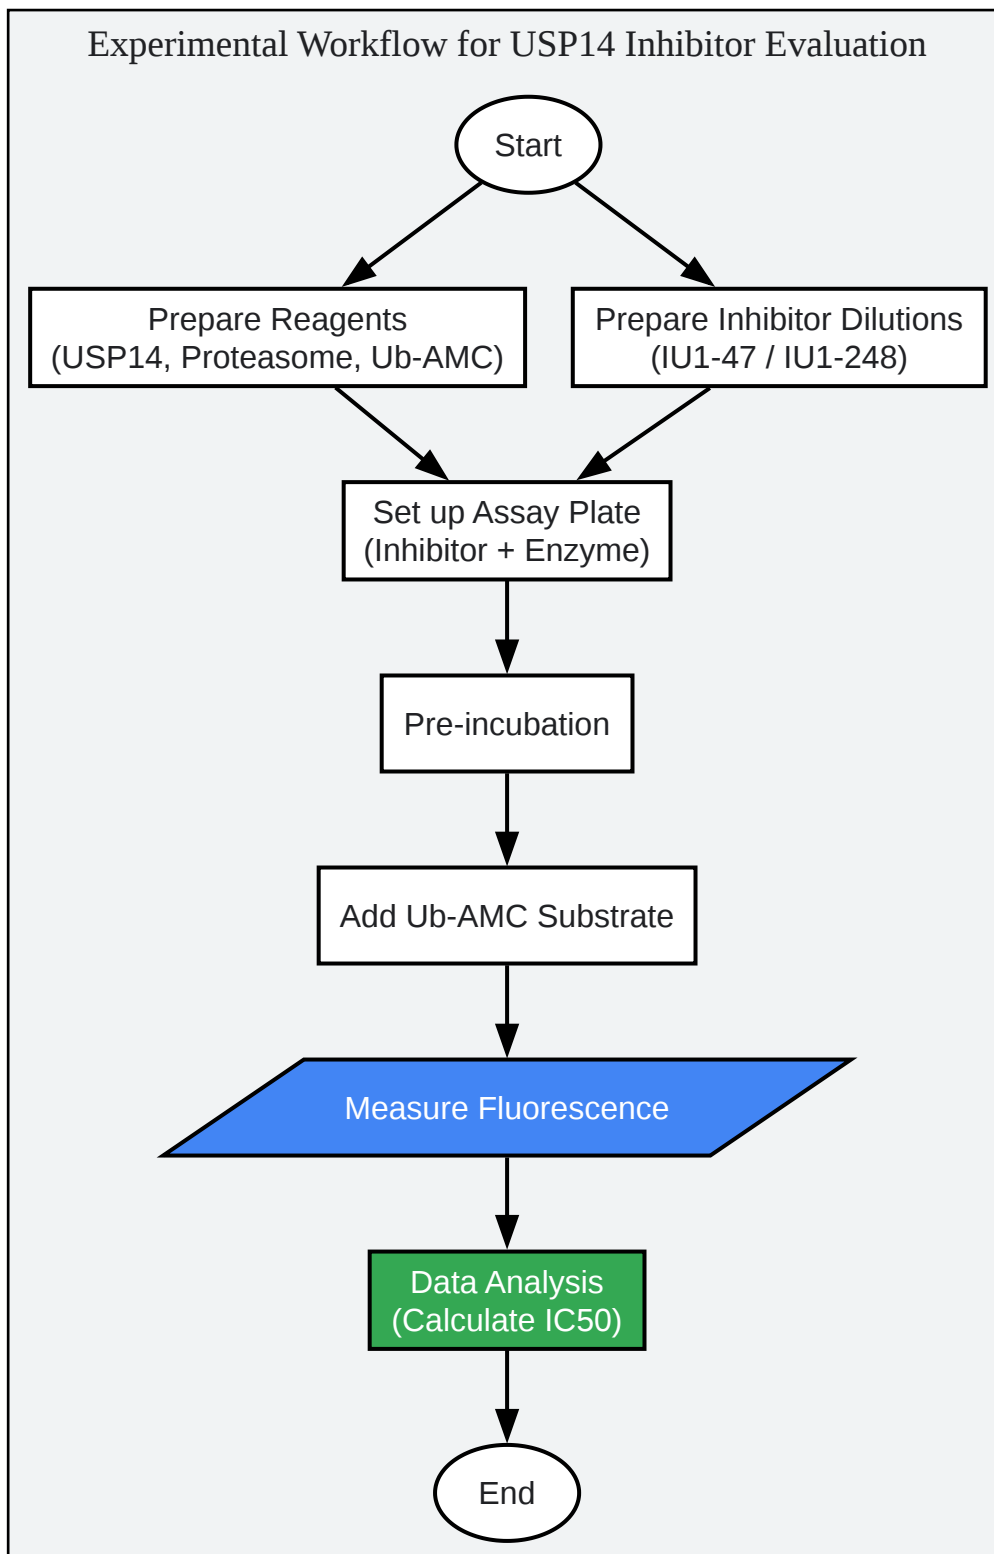 Experimental Workflow for USP14 Inhibitor Evaluation
Start
Prepare Reagents
(USP14, Proteasome, Ub-AMC)
Prepare Inhibitor Dilutions
(IU1-47 / IU1-248)
Set up Assay Plate
(Inhibitor + Enzyme)
Pre-incubation
Add Ub-AMC Substrate
Measure Fluorescence
Data Analysis
(Calculate IC50)
End